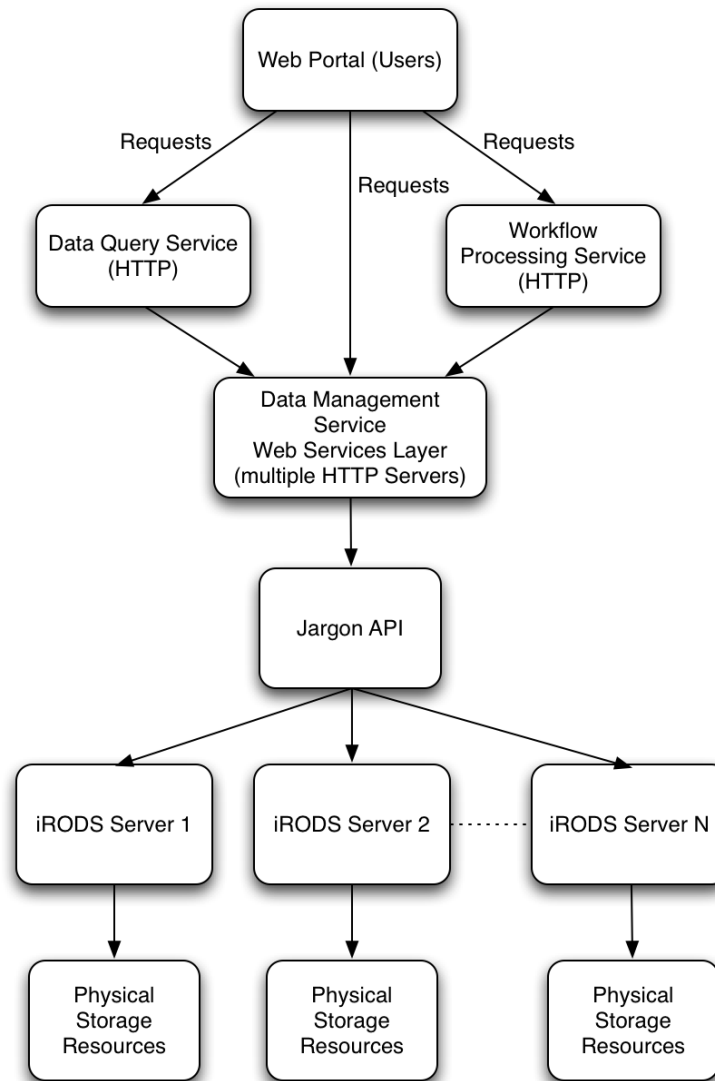 Web Portal (Users)
Requests
Requests
Requests
Data Query Service
(HTTP)
Workflow
Processing Service
(HTTP)
Data Management
Service
Web Services Layer
(multiple HTTP Servers)
Jargon API
iRODS Server 1
iRODS Server 2
iRODS Server N
Physical
Storage
Resources
Physical
Storage
Resources
Physical
Storage
Resources